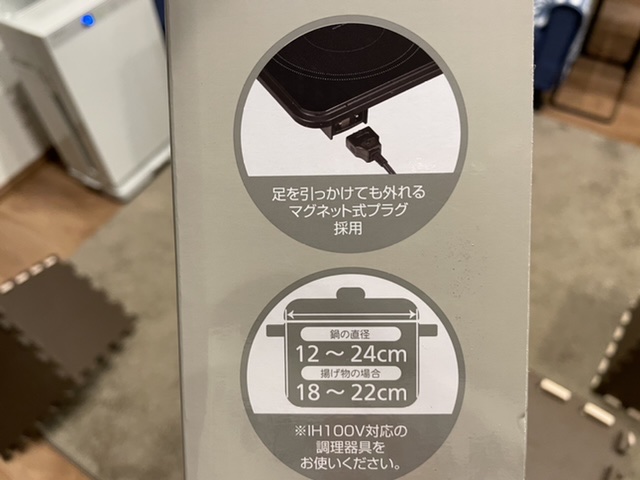 足を引っかけても外れる
マグネット式プラグ
採用
鍋の直径
12～24cm
揚げ物の場合
18～22cm
※IH100V対応の
調理器具を
お使いください。